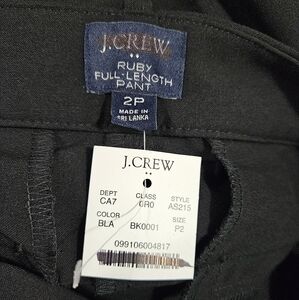 J.CREW
RUBY
FULL-LENGTH
PANT
2P
MADE IN
SRI LANKA
J.CREW
DEPT CLASS STYLE
CA7 GR0 AS215
COLOR SIZE
BLA BK0001 P2
099106004817